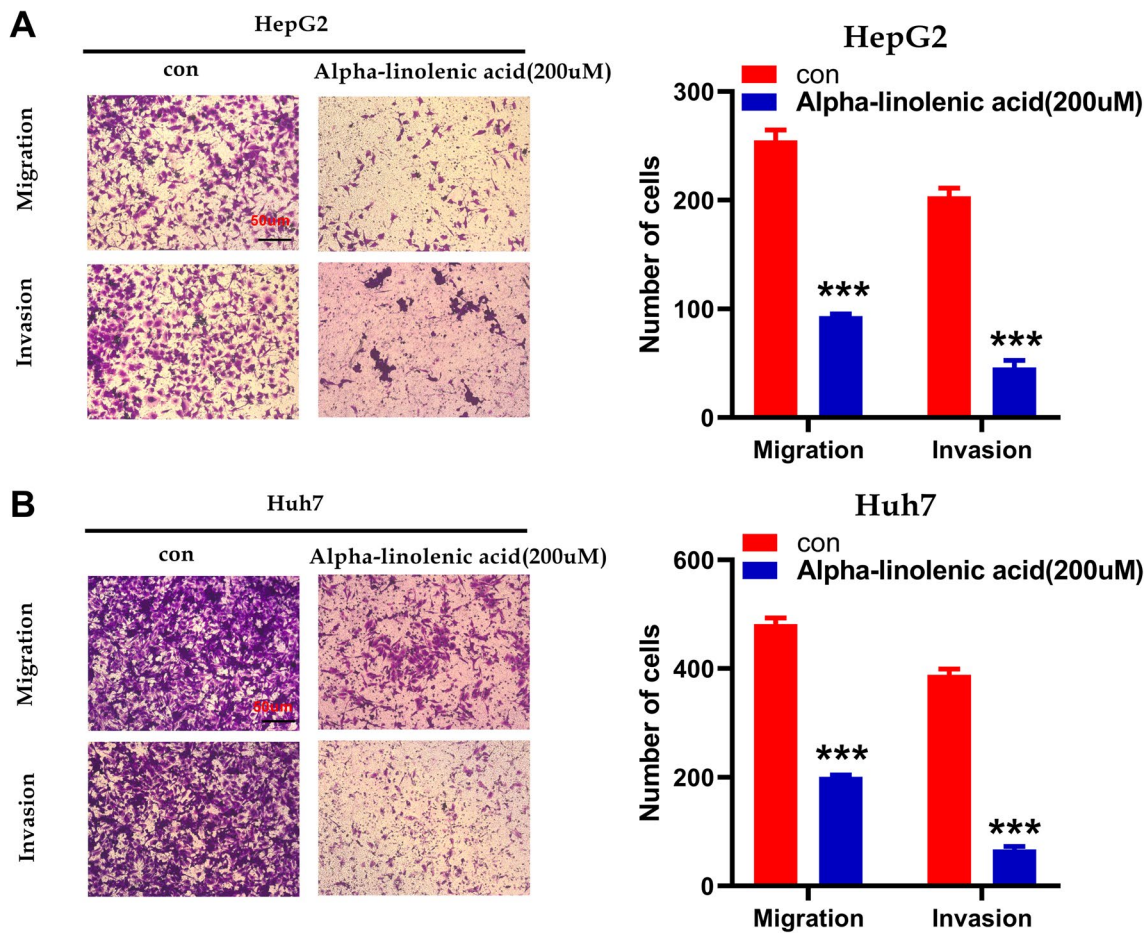 A
HepG2
con
Alpha-linolenic acid(200uM)
Migration
50um
Invasion
HepG2
con
Alpha-linolenic acid(200uM)
Number of cells
300
200
100
0
***
***
Migration
Invasion
B
Huh7
con
Alpha-linolenic acid(200uM)
Migration
50um
Invasion
Huh7
con
Alpha-linolenic acid(200uM)
Number of cells
600
400
200
0
***
***
Migration
Invasion